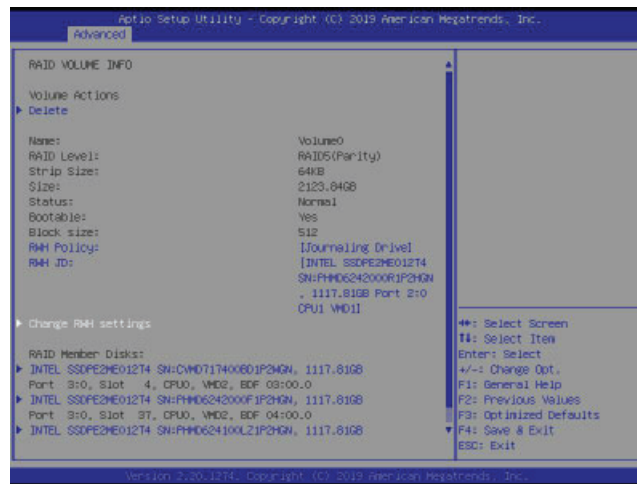 Aptio Setup Utility - Copyright (C) 2019 American Megatrends, Inc.
Advanced
RAID VOLUME INFO
Volume Actions
Delete
Name: Volume0
RAID Level: RAID5(Parity)
Strip Size: 64KB
Size: 2123.84GB
Status: Normal
Bootable: Yes
Block size: 512
RWH Policy: [Journaling Drive]
RWH JD: [INTEL SSDPE2ME012T4
SN:PHMD6242000R1P2HGN
, 1117.81GB Port 2:0
CPU1 VMD1]
Change RWH settings
RAID Member Disks:
INTEL SSDPE2ME012T4 SN:CVMD717400BD1P2MGN, 1117.81GB
Port 3:0, Slot 4, CPU0, VMD2, BDF 03:00.0
INTEL SSDPE2ME012T4 SN:PHMD6242000F1P2HGN, 1117.81GB
Port 3:0, Slot 37, CPU0, VMD2, BDF 04:00.0
INTEL SSDPE2ME012T4 SN:PHMD624100LZ1P2HGN, 1117.81GB
→←: Select Screen
↑↓: Select Item
Enter: Select
+/-: Change Opt.
F1: General Help
F2: Previous Values
F3: Optimized Defaults
F4: Save & Exit
ESC: Exit
Version 2.20.1274. Copyright (C) 2019 American Megatrends, Inc.